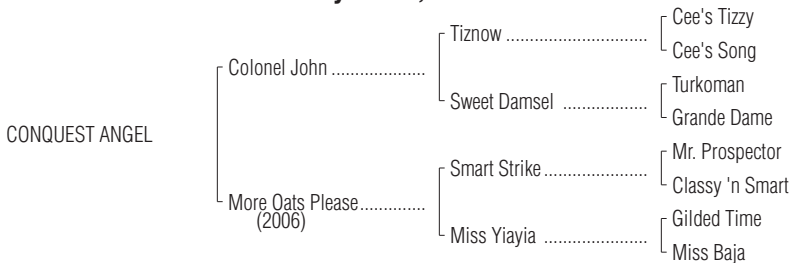 Cee's Tizzy
Tiznow ..............................
Cee's Song
Colonel John ....................
Turkoman
Sweet Damsel ..................
Grande Dame
CONQUEST ANGEL
Mr. Prospector
Smart Strike......................
Classy 'n Smart
More Oats Please..............
(2006)
Gilded Time
Miss Yiayia ......................
Miss Baja